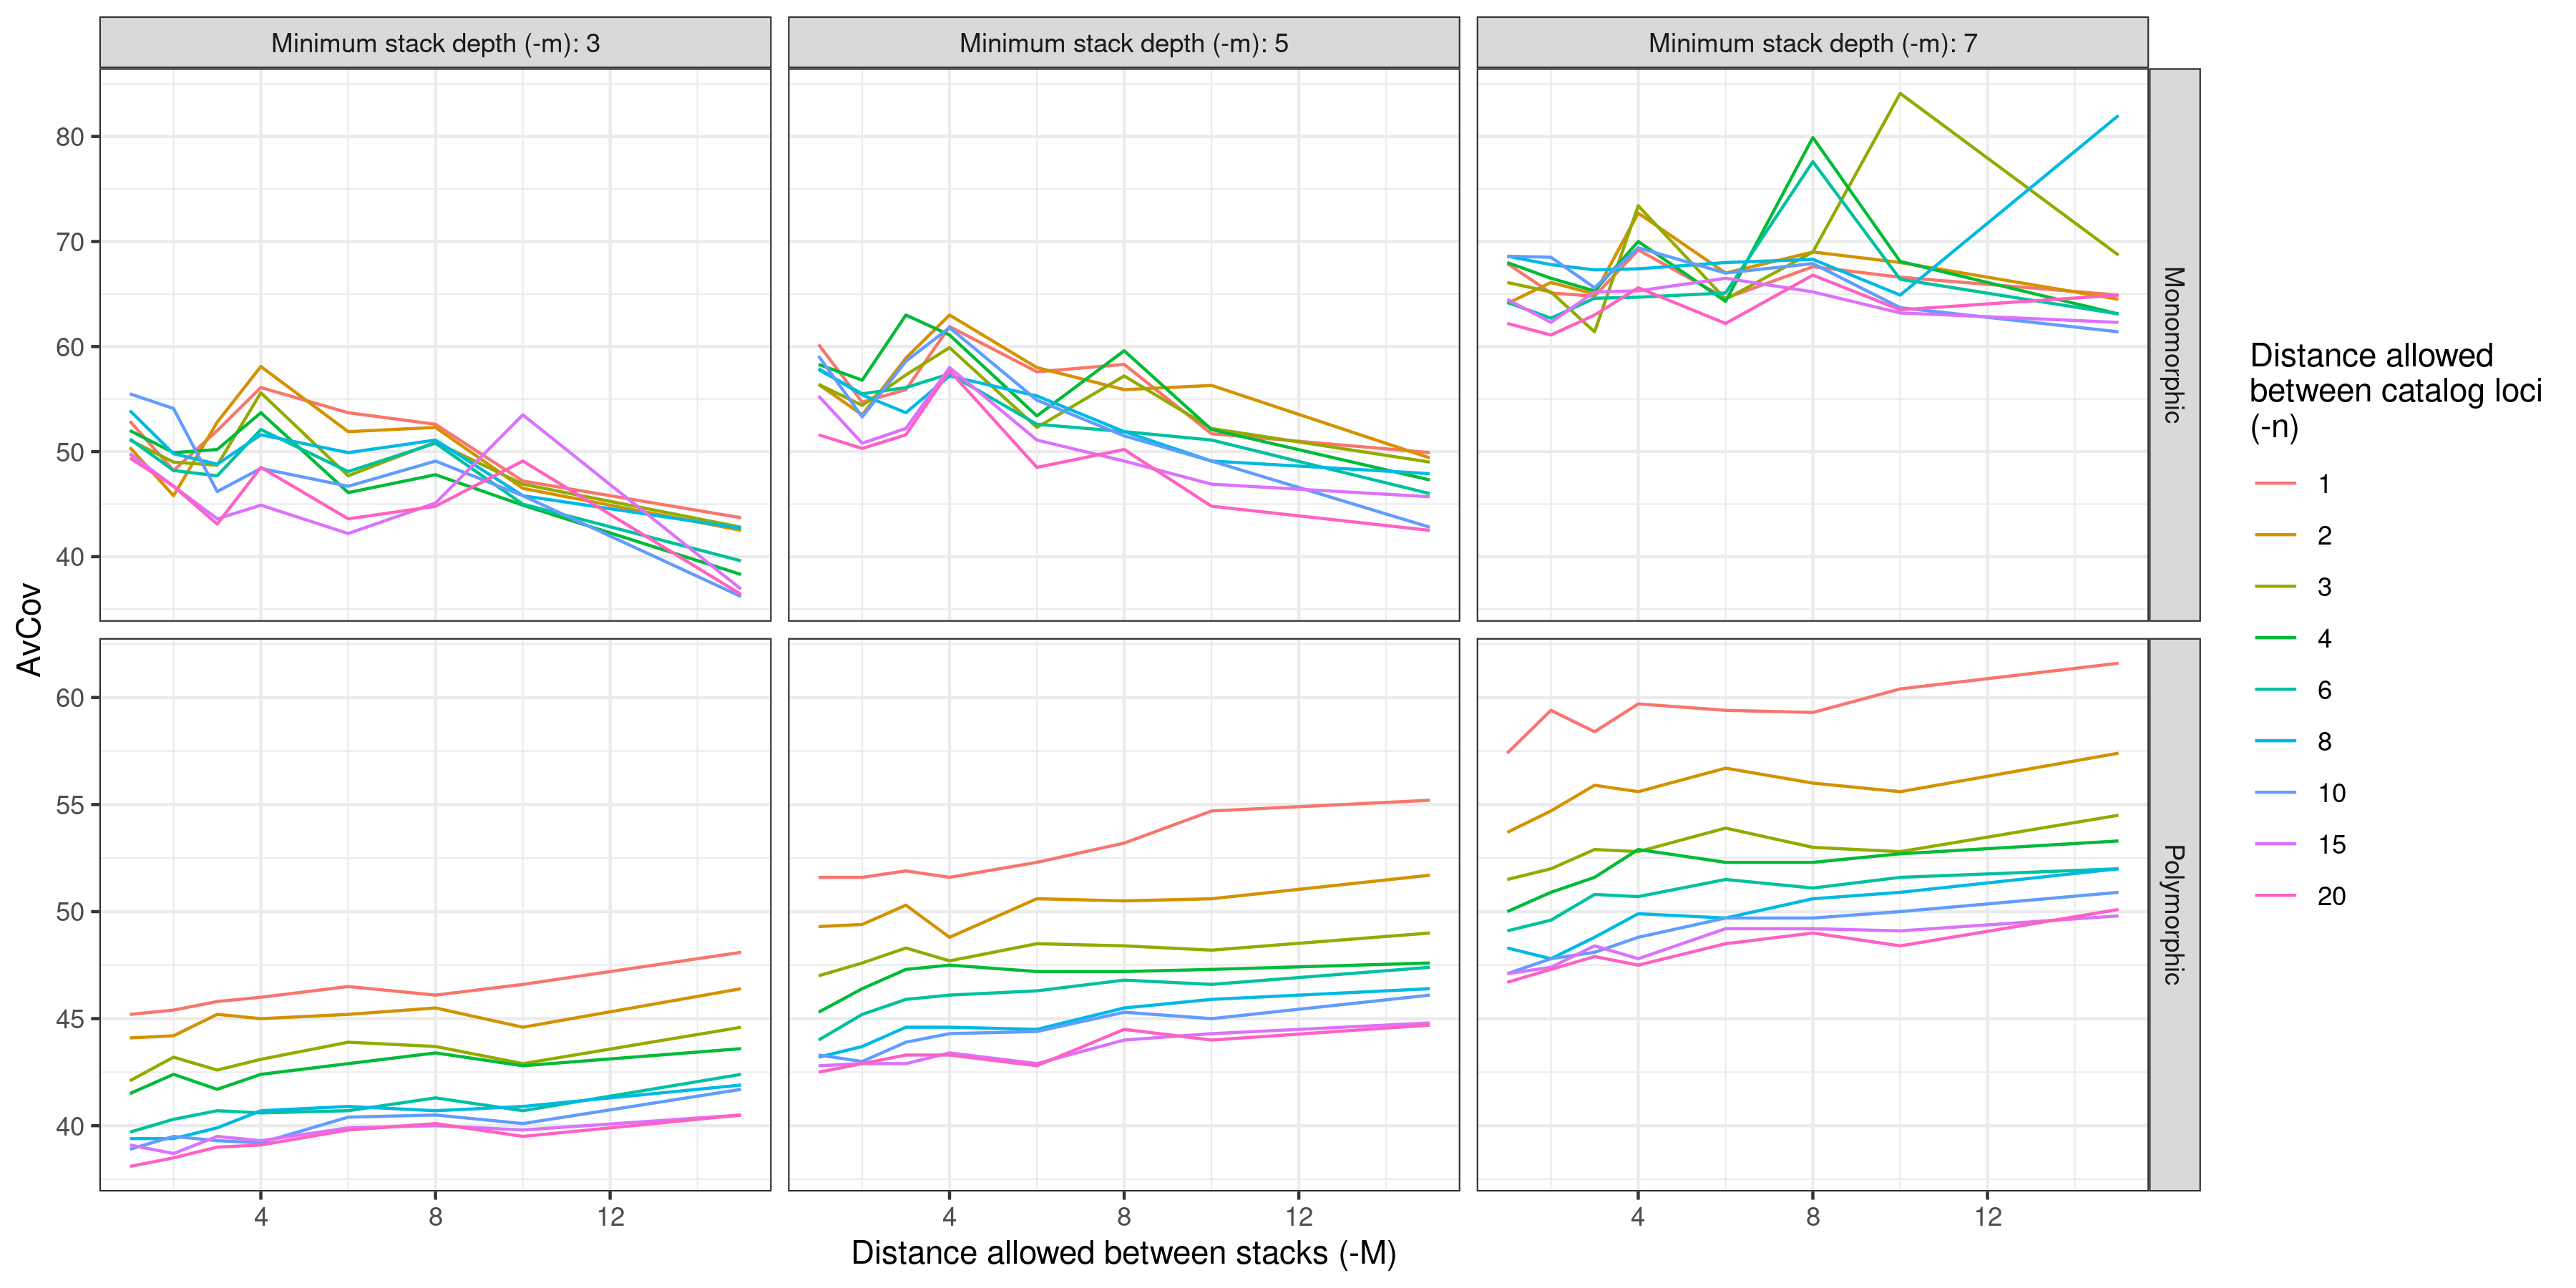 Minimum stack depth (-m): 3
Minimum stack depth (-m): 5
Minimum stack depth (-m): 7
80
70
60
50
40
Monomorphic
AvCov
60
55
50
45
40
Polymorphic
4
8
12
4
8
12
4
8
12
Distance allowed between stacks (-M)
Distance allowed
between catalog loci
(-n)
1
2
3
4
6
8
10
15
20